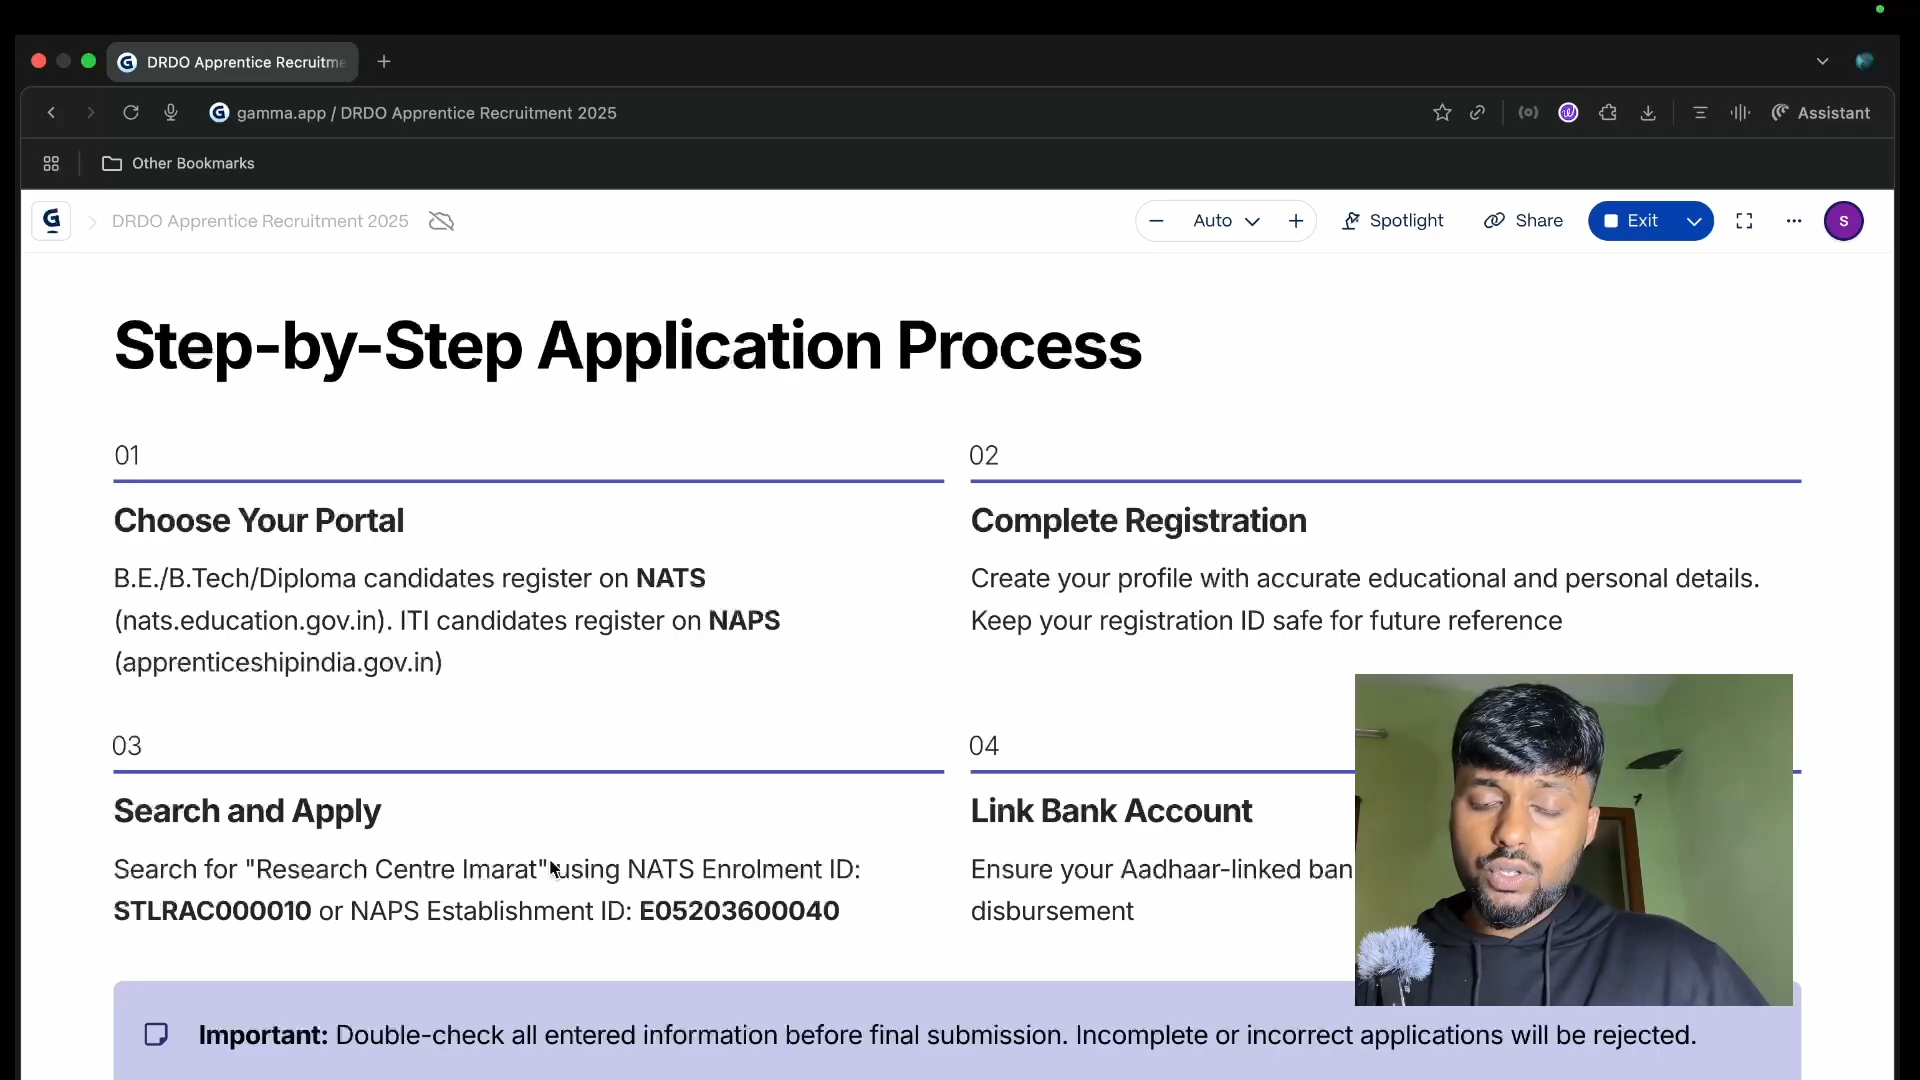 DRDO Apprentice Recruitme
gamma.app / DRDO Apprentice Recruitment 2025
Assistant
Other Bookmarks
G
DRDO Apprentice Recruitment 2025
Auto
Spotlight
Share
Exit
S
Step-by-Step Application Process
01
Choose Your Portal
B.E./B.Tech/Diploma candidates register on NATS
(nats.education.gov.in). ITI candidates register on NAPS
(apprenticeshipindia.gov.in)
02
Complete Registration
Create your profile with accurate educational and personal details.
Keep your registration ID safe for future reference
03
Search and Apply
Search for "Research Centre Imarat" using NATS Enrolment ID:
STLRAC000010 or NAPS Establishment ID: E05203600040
04
Link Bank Account
Ensure your Aadhaar-linked ban
disbursement
Important: Double-check all entered information before final submission. Incomplete or incorrect applications will be rejected.